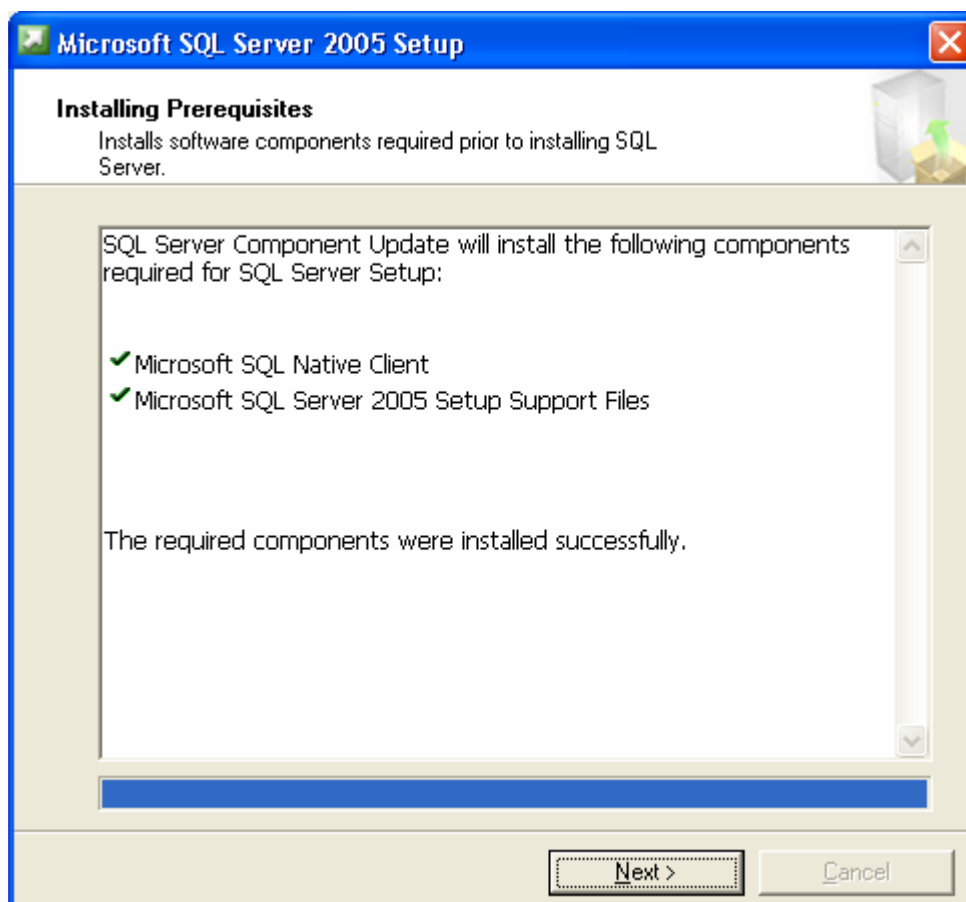 Microsoft SQL Server 2005 Setup
Installing Prerequisites
Installs software components required prior to installing SQL
Server.
SQL Server Component Update will install the following components
required for SQL Server Setup:
Microsoft SQL Native Client
Microsoft SQL Server 2005 Setup Support Files
The required components were installed successfully.
Next >
Cancel